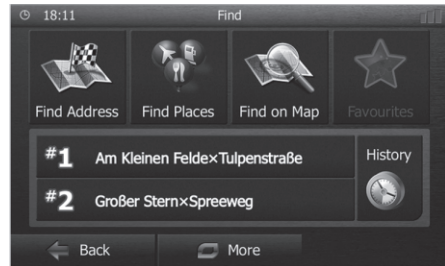 18:11 Find
Find Address Find Places Find on Map Favourites
#1 Am Kleinen Felde×Tulpenstraße History
#2 Großer Stern×Spreeweg
Back More